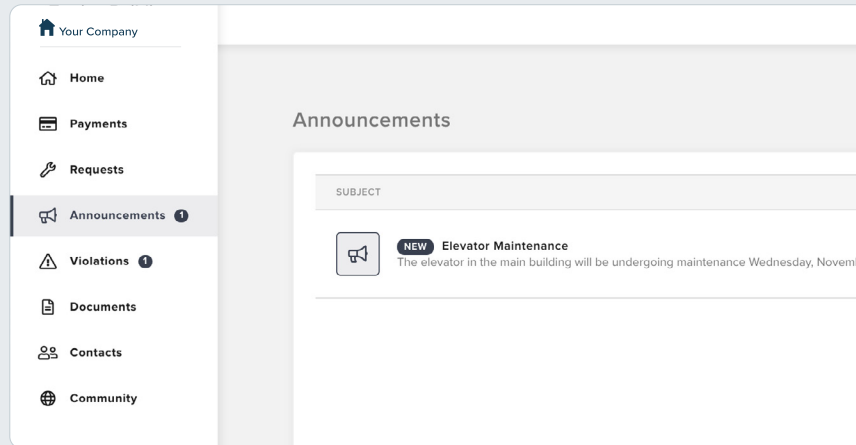 Your Company
Home
Payments
Requests
Announcements 1
Violations 1
Documents
Contacts
Community
Announcements
SUBJECT
NEW Elevator Maintenance
The elevator in the main building will be undergoing maintenance Wednesday,